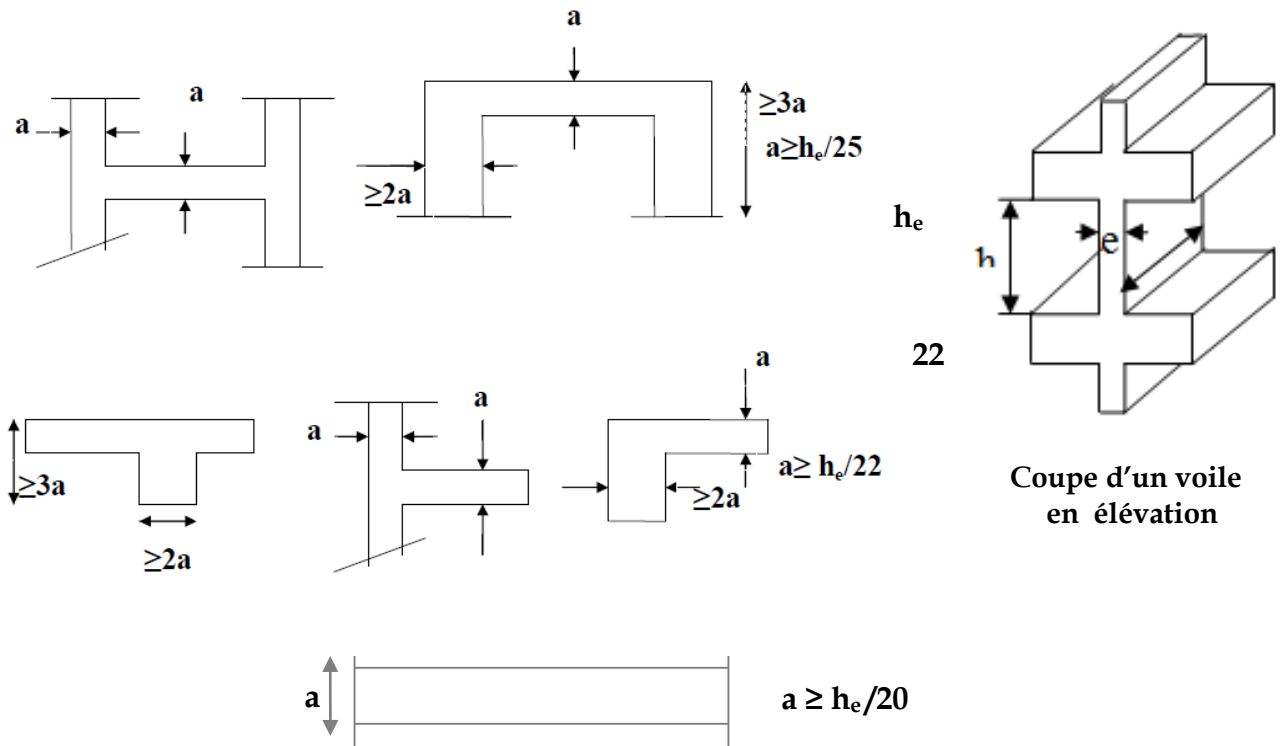 a
a
a
≥3a
a≥hₑ/25
≥2a
hₑ
h
e
22
≥3a
≥2a
a
a
a
a≥ hₑ/22
≥2a
Coupe d'un voile
en élévation
a
a ≥ hₑ/20